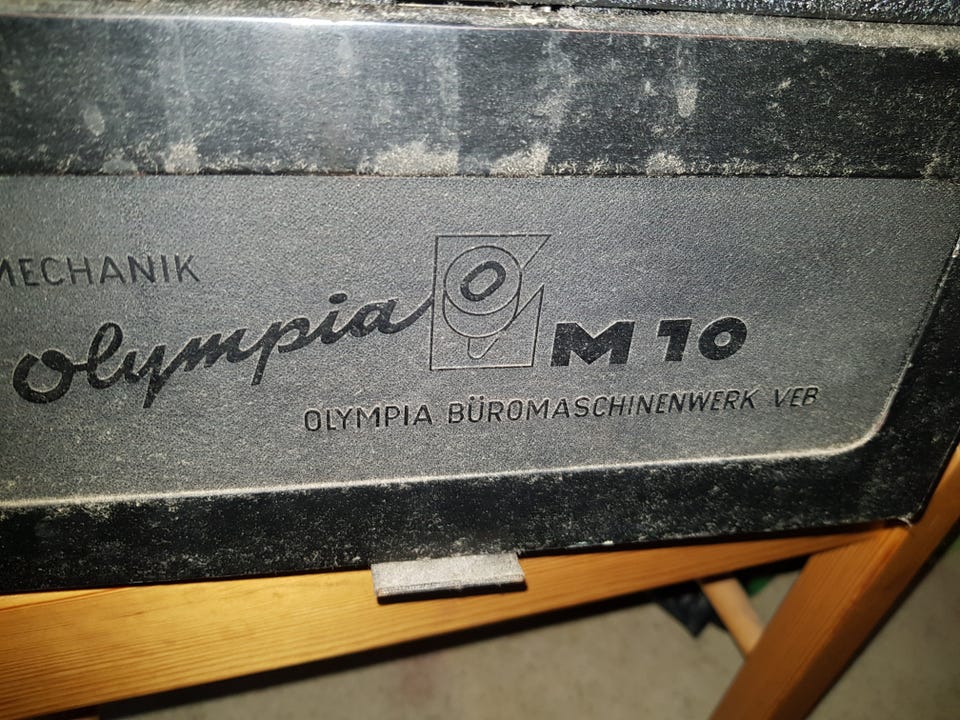 MECHANIK
Olympia M 10
OLYMPIA BÜROMASCHINENWERK VEB